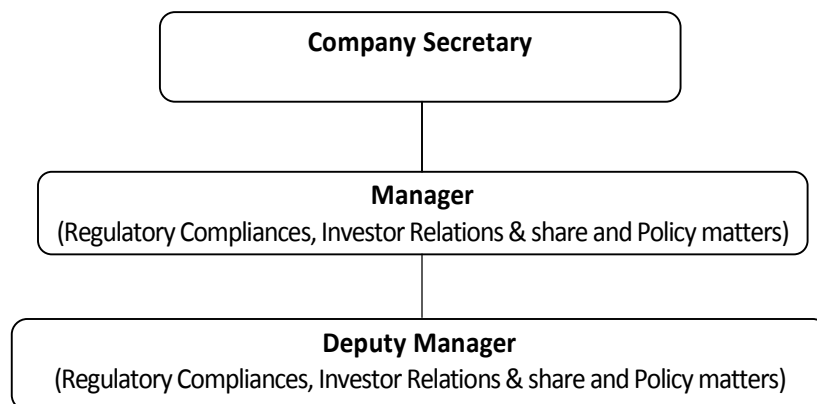 Company Secretary
Manager
(Regulatory Compliances, Investor Relations & share and Policy matters)
Deputy Manager
(Regulatory Compliances, Investor Relations & share and Policy matters)